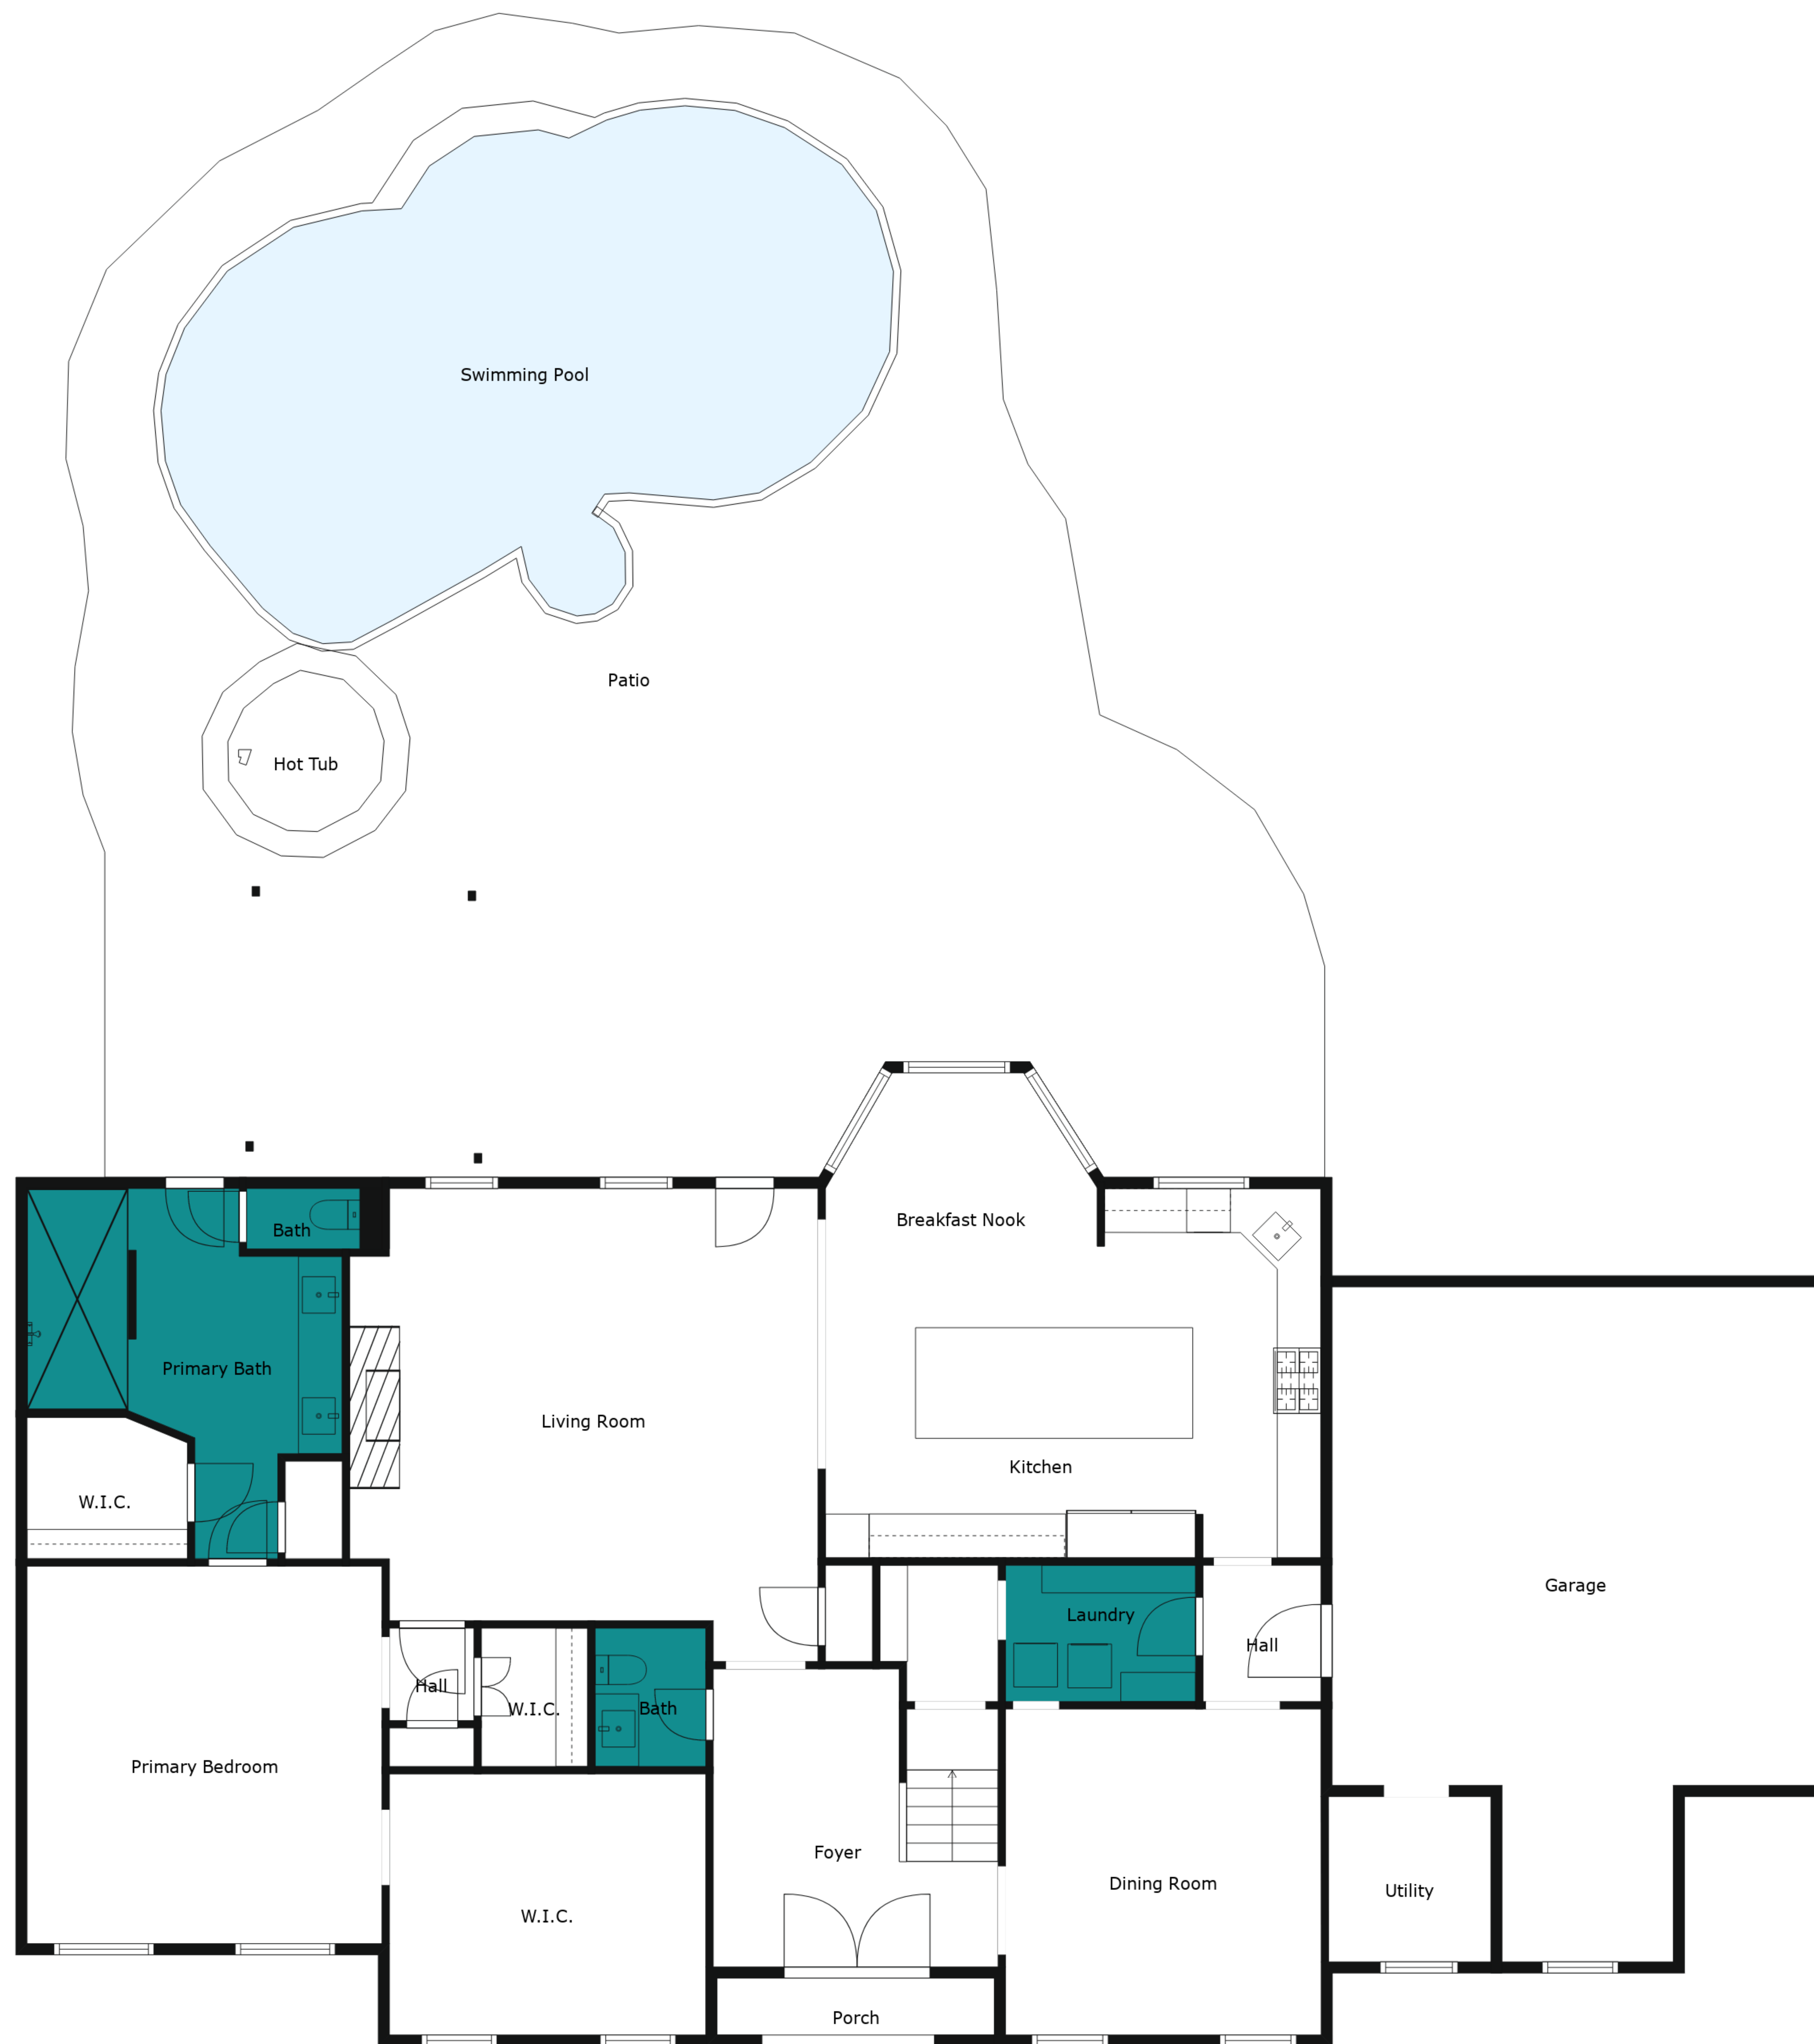 Swimming Pool
Patio
Hot Tub
Breakfast Nook
Bath
Primary Bath
Living Room
Kitchen
W.I.C.
Garage
Laundry
Hall
Hall
W.I.C.
Bath
Primary Bedroom
Foyer
Dining Room
Utility
W.I.C.
Porch